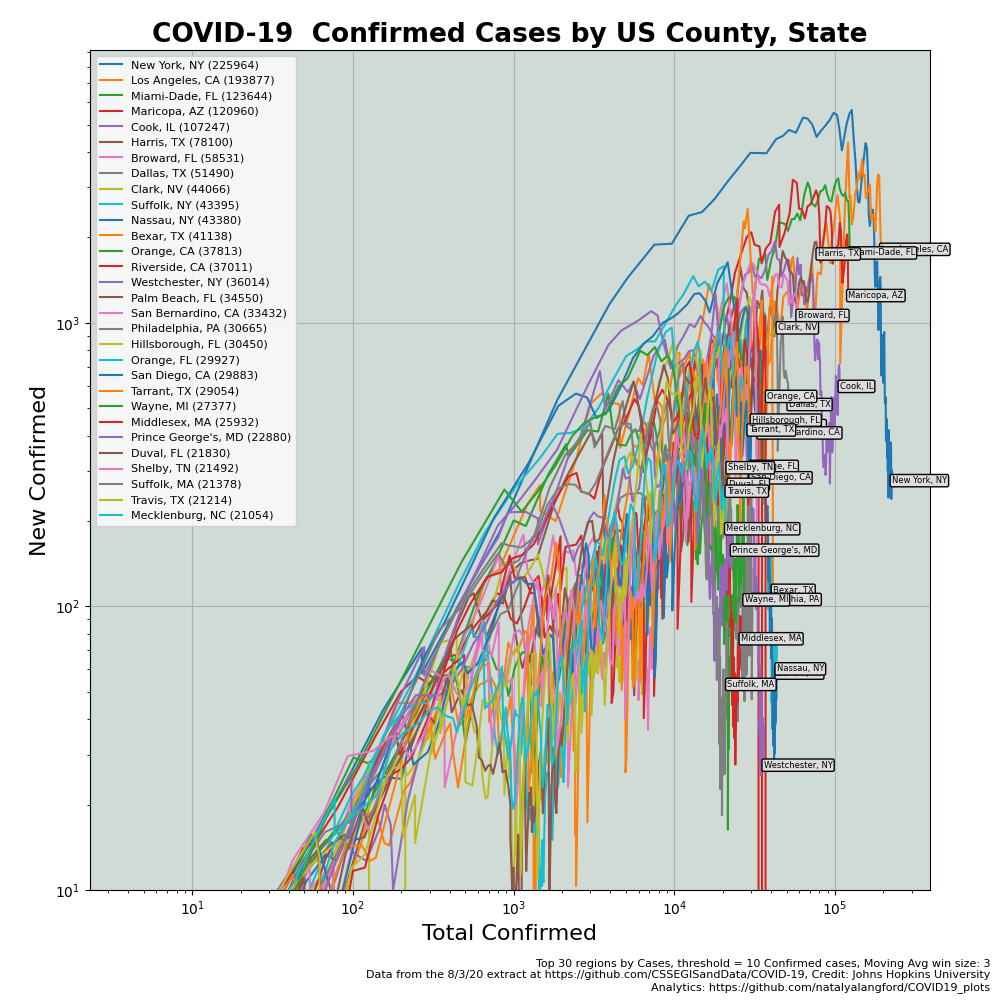 COVID-19  Confirmed Cases by US County, State
New York, NY (225964)
Los Angeles, CA (193877)
Miami-Dade, FL (123644)
Maricopa, AZ (120960)
Cook, IL (107247)
Harris, TX (78100)
Broward, FL (58531)
Dallas, TX (51490)
Clark, NV (44066)
Suffolk, NY (43395)
Nassau, NY (43380)
Bexar, TX (41138)
Orange, CA (37813)
Riverside, CA (37011)
Westchester, NY (36014)
Palm Beach, FL (34550)
San Bernardino, CA (33432)
Philadelphia, PA (30665)
Hillsborough, FL (30450)
Orange, FL (29927)
San Diego, CA (29883)
Tarrant, TX (29054)
Wayne, MI (27377)
Middlesex, MA (25932)
Prince George's, MD (22880)
Duval, FL (21830)
Shelby, TN (21492)
Suffolk, MA (21378)
Travis, TX (21214)
Mecklenburg, NC (21054)
eles, CA
Harris, TX
ami-Dade, FL
Maricopa, AZ
Broward, FL
Clark, NV
Cook, IL
Orange, CA
Dallas, TX
Hillsborough, FL
Tarrant, TX
ardino, CA
Shelby, TN
e, FL
Diego, CA
Duval, FL
Travis, TX
New York, NY
Mecklenburg, NC
Prince George's, MD
Bexar, TX
Wayne, MI
hia, PA
Middlesex, MA
Nassau, NY
Suffolk, MA
Westchester, NY
10³
10²
10¹
10¹
10²
10³
10⁴
10⁵
New Confirmed
Total Confirmed
Top 30 regions by Cases, threshold = 10 Confirmed cases, Moving Avg win size: 3
Data from the 8/3/20 extract at https://github.com/CSSEGISandData/COVID-19, Credit: Johns Hopkins University
Analytics: https://github.com/natalyalangford/COVID19_plots